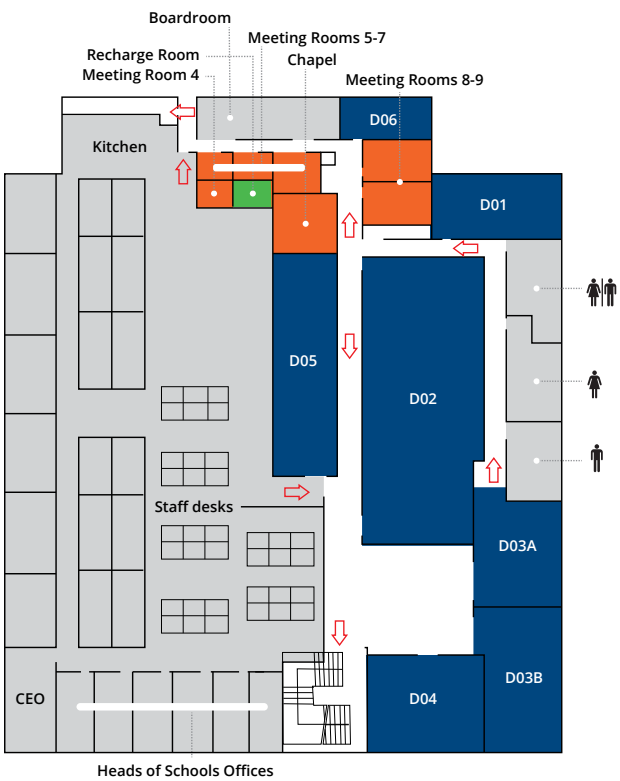 Boardroom
Meeting Rooms 5-7
Recharge Room
Chapel
Meeting Room 4
Meeting Rooms 8-9
D06
Kitchen
D01
D05
D02
Staff desks
D03A
D03B
CEO
D04
Heads of Schools Offices